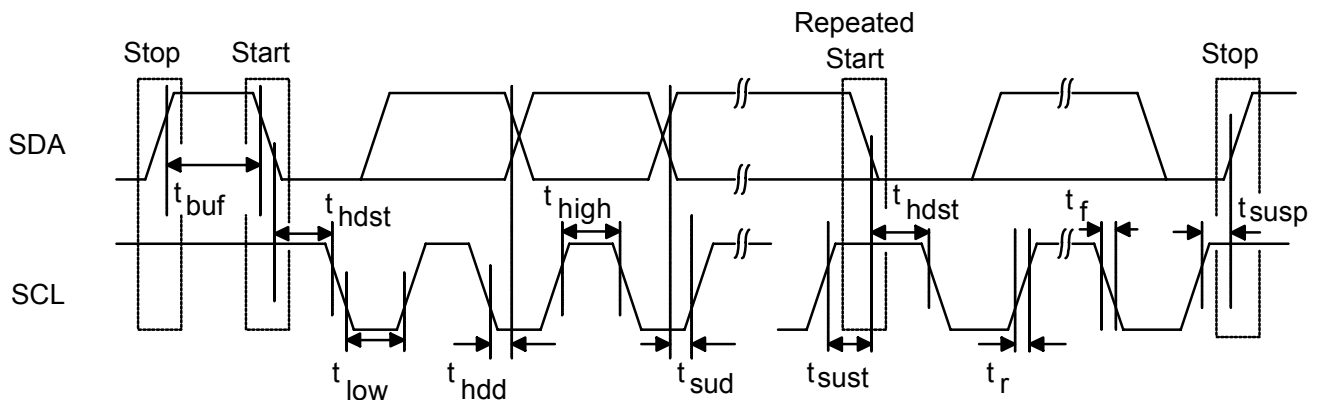 Stop
Start
Repeated
Start
Stop
SDA
t buf
t hdst
t high
t hdst
t f
t susp
SCL
t low
t hdd
t sud
t sust
t r